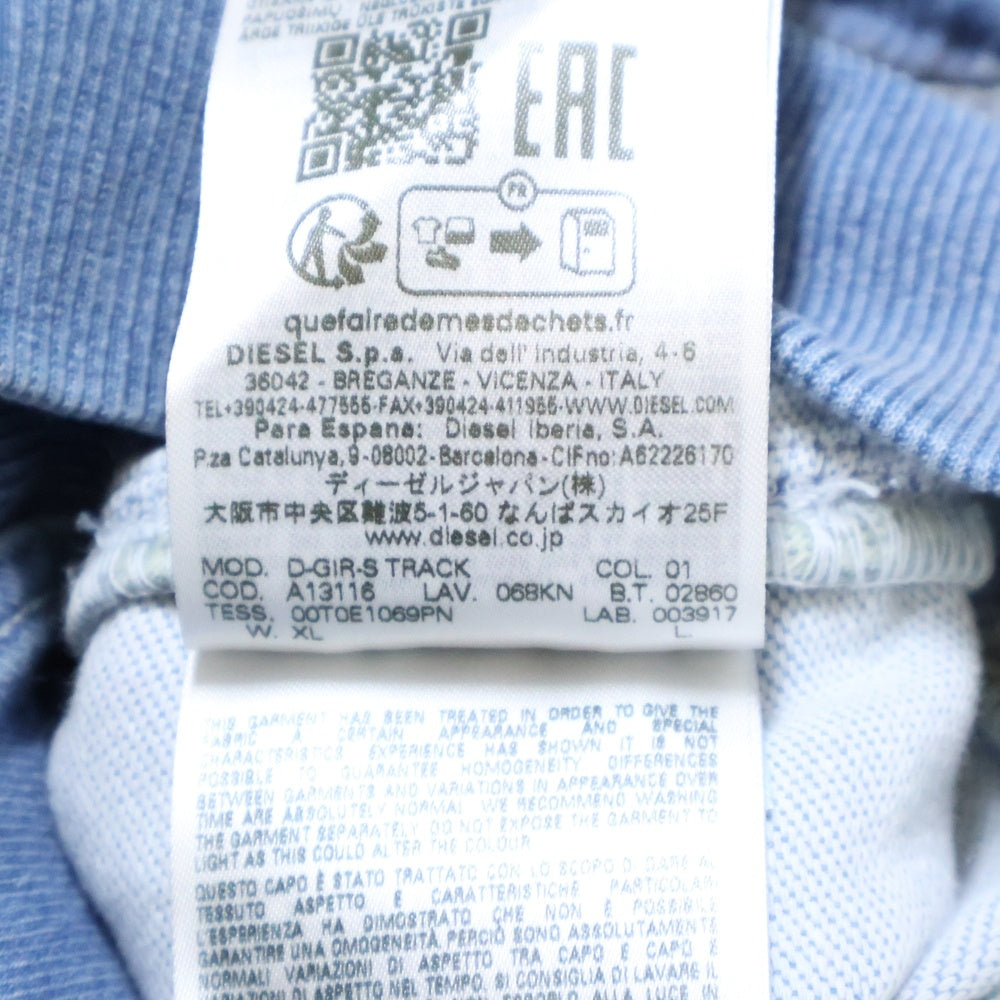 PAPUOSIMŲ
EAC
FR
quefairedemesdechets.fr
DIESEL S.p.a. Via dell' Industria, 4-6
36042 - BREGANZE - VICENZA - ITALY
TEL+390424-477555-FAX+390424-411955-WWW.DIESEL.COM
Para Espana: Diesel Iberia, S.A.
P.za Catalunya,9-08002-Barcelona-CIFno:A62226170
ディーゼルジャパン(株)
大阪市中央区難波5-1-60 なんばスカイオ25F
www.diesel.co.jp
MOD. D-GIR-S TRACK COL. 01
COD. A13116 LAV. 068KN B.T. 02860
TESS. 00T0E1069PN LAB. 003917
W. XL L.
THIS GARMENT HAS BEEN TREATED IN ORDER TO GIVE THE
FABRIC A CERTAIN APPEARANCE AND SPECIAL
CHARACTERISTICS EXPERIENCE HAS SHOWN IT IS NOT
POSSIBLE TO GUARANTEE HOMOGENEITY DIFFERENCES
BETWEEN GARMENTS AND VARIATIONS IN APPEARANCE OVER
TIME ARE ABSOLUTELY NORMAL. WE RECOMMEND WASHING
THE GARMENT SEPARATELY. DO NOT EXPOSE THE GARMENT TO
LIGHT AS THIS COULD ALTER THE COLOUR
QUESTO CAPO È STATO TRATTATO CON LO SCOPO DI DARE AL
TESSUTO ASPETTO E CARATTERISTICHE PARTICOLARI
L'ESPERIENZA HA DIMOSTRATO CHE NON È POSSIBILE
GARANTIRE UNA OMOGENEITÀ, PERCIÒ SONO ASSOLUTAMENTE
NORMALI VARIAZIONI DI ASPETTO TRA CAPO E CAPO E
VARIAZIONI DI ASPETTO NEL TEMPO. SI CONSIGLIA DI LAVARE IL
ALLA LUCE IN